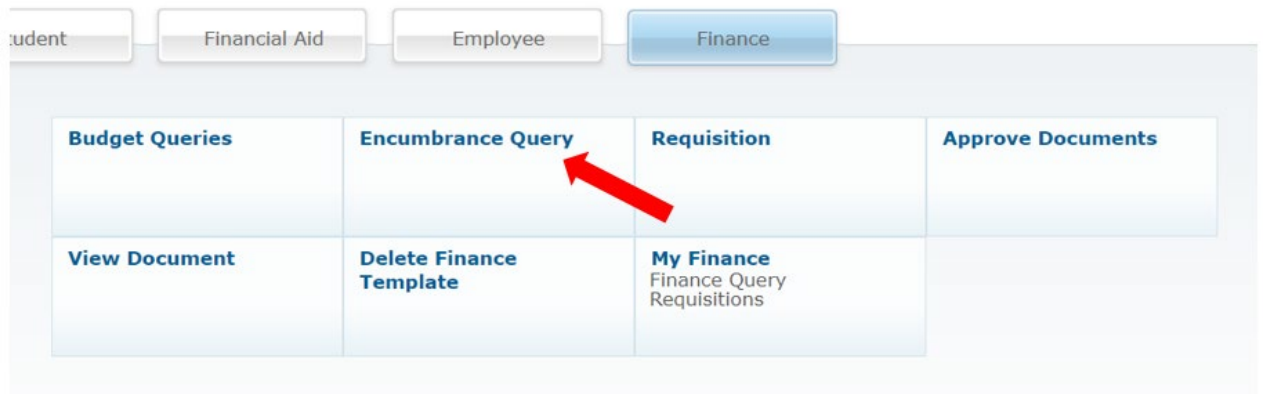 tudent
Financial Aid
Employee
Finance
Budget Queries
Encumbrance Query
Requisition
Approve Documents
View Document
Delete Finance
Template
My Finance
Finance Query
Requisitions